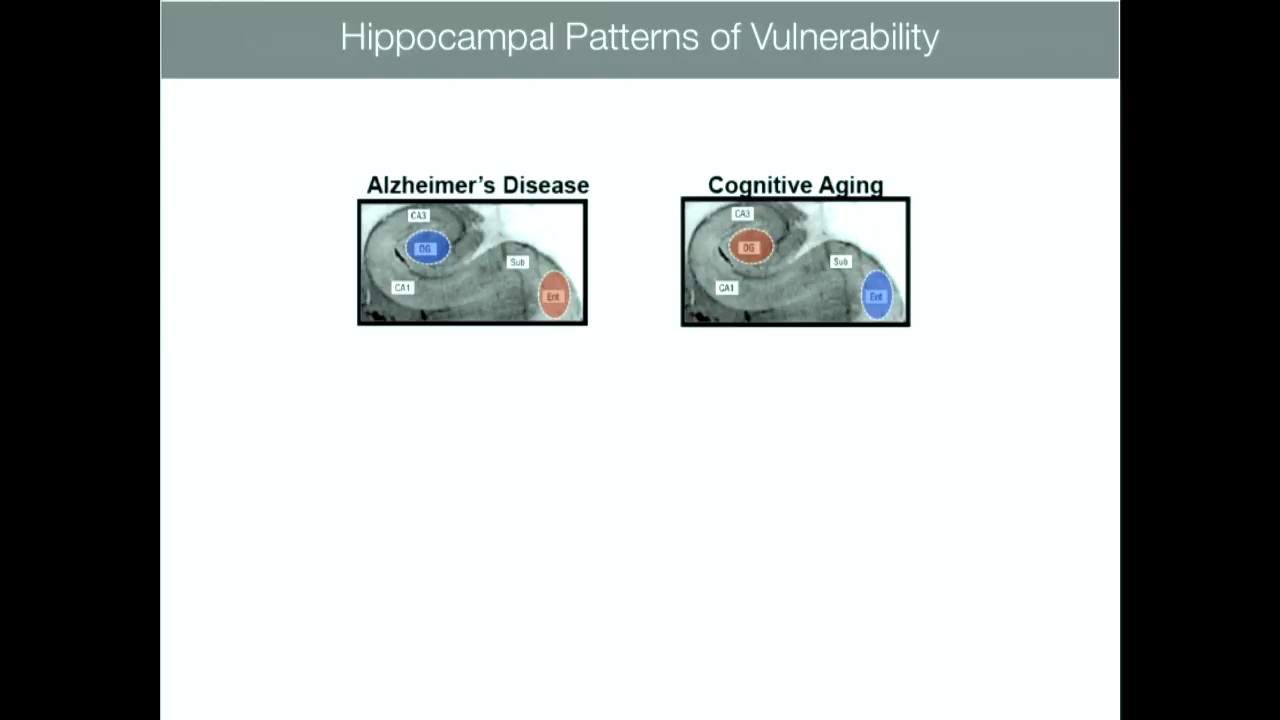 Hippocampal Patterns of Vulnerability
Alzheimer's Disease
CA3
DG
Sub
CA1
Ent
Cognitive Aging
CA3
DG
Sub
CA1
Ent